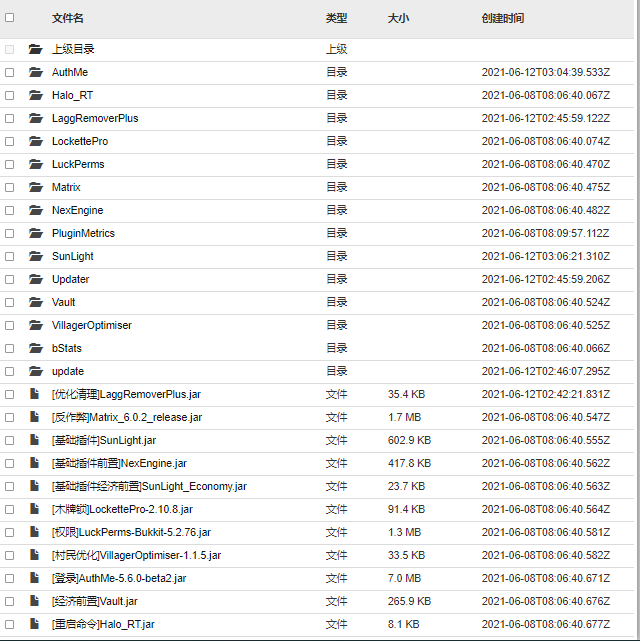 文件名 类型 大小 创建时间
上级目录 上级
AuthMe 目录 2021-06-12T03:04:39.533Z
Halo_RT 目录 2021-06-08T08:06:40.067Z
LaggRemoverPlus 目录 2021-06-12T02:45:59.122Z
LockettePro 目录 2021-06-08T08:06:40.074Z
LuckPerms 目录 2021-06-08T08:06:40.470Z
Matrix 目录 2021-06-08T08:06:40.475Z
NexEngine 目录 2021-06-08T08:06:40.482Z
PluginMetrics 目录 2021-06-08T08:09:57.112Z
SunLight 目录 2021-06-12T03:06:21.310Z
Updater 目录 2021-06-12T02:45:59.206Z
Vault 目录 2021-06-08T08:06:40.524Z
VillagerOptimiser 目录 2021-06-08T08:06:40.525Z
bStats 目录 2021-06-08T08:06:40.066Z
update 目录 2021-06-12T02:46:07.295Z
[优化清理]LaggRemoverPlus.jar 文件 35.4 KB 2021-06-12T02:42:21.831Z
[反作弊]Matrix_6.0.2_release.jar 文件 1.7 MB 2021-06-08T08:06:40.547Z
[基础插件]SunLight.jar 文件 602.9 KB 2021-06-08T08:06:40.555Z
[基础插件前置]NexEngine.jar 文件 417.8 KB 2021-06-08T08:06:40.562Z
[基础插件经济前置]SunLight_Economy.jar 文件 23.7 KB 2021-06-08T08:06:40.563Z
[木牌锁]LockettePro-2.10.8.jar 文件 91.4 KB 2021-06-08T08:06:40.564Z
[权限]LuckPerms-Bukkit-5.2.76.jar 文件 1.3 MB 2021-06-08T08:06:40.581Z
[村民优化]VillagerOptimiser-1.1.5.jar 文件 33.5 KB 2021-06-08T08:06:40.582Z
[登录]AuthMe-5.6.0-beta2.jar 文件 7.0 MB 2021-06-08T08:06:40.671Z
[经济前置]Vault.jar 文件 265.9 KB 2021-06-08T08:06:40.676Z
[重启命令]Halo_RT.jar 文件 8.1 KB 2021-06-08T08:06:40.677Z